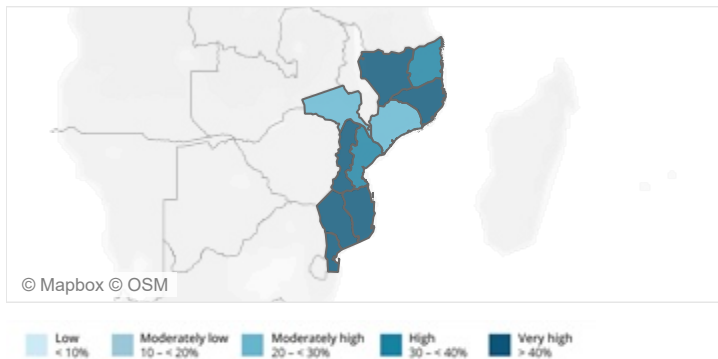 © Mapbox © OSM
Low
< 10%
Moderately low
10 – < 20%
Moderately high
20 – < 30%
High
30 – < 40%
Very high
> 40%